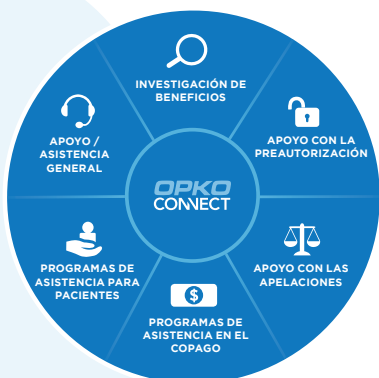 INVESTIGACIÓN DE
BENEFICIOS
APOYO CON LA
PREAUTORIZACIÓN
APOYO CON LAS
APELACIONES
PROGRAMAS DE
ASISTENCIA EN EL
COPAGO
PROGRAMAS DE
ASISTENCIA PARA
PACIENTES
APOYO /
ASISTENCIA
GENERAL
OPKO
CONNECT
$